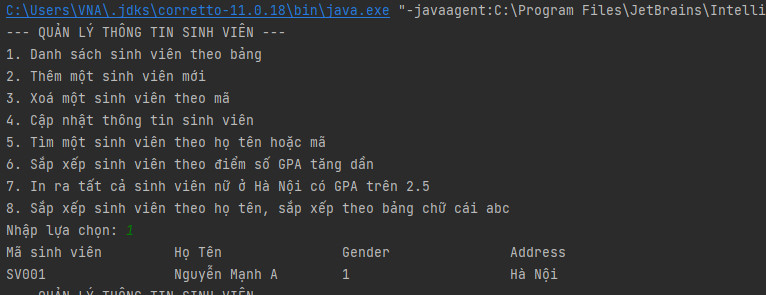 C:\Users\VNA\.jdks\corretto-11.0.18\bin\java.exe "-javaagent:C:\Program Files\JetBrains\Intelli
--- QUẢN LÝ THÔNG TIN SINH VIÊN ---
1. Danh sách sinh viên theo bảng
2. Thêm một sinh viên mới
3. Xoá một sinh viên theo mã
4. Cập nhật thông tin sinh viên
5. Tìm một sinh viên theo họ tên hoặc mã
6. Sắp xếp sinh viên theo điểm số GPA tăng dần
7. In ra tất cả sinh viên nữ ở Hà Nội có GPA trên 2.5
8. Sắp xếp sinh viên theo họ tên, sắp xếp theo bảng chữ cái abc
Nhập lựa chọn: 1
Mã sinh viên Họ Tên Gender Address
SV001 Nguyễn Mạnh A 1 Hà Nội
QUẢN LÝ THÔNG TIN SINH VIÊN